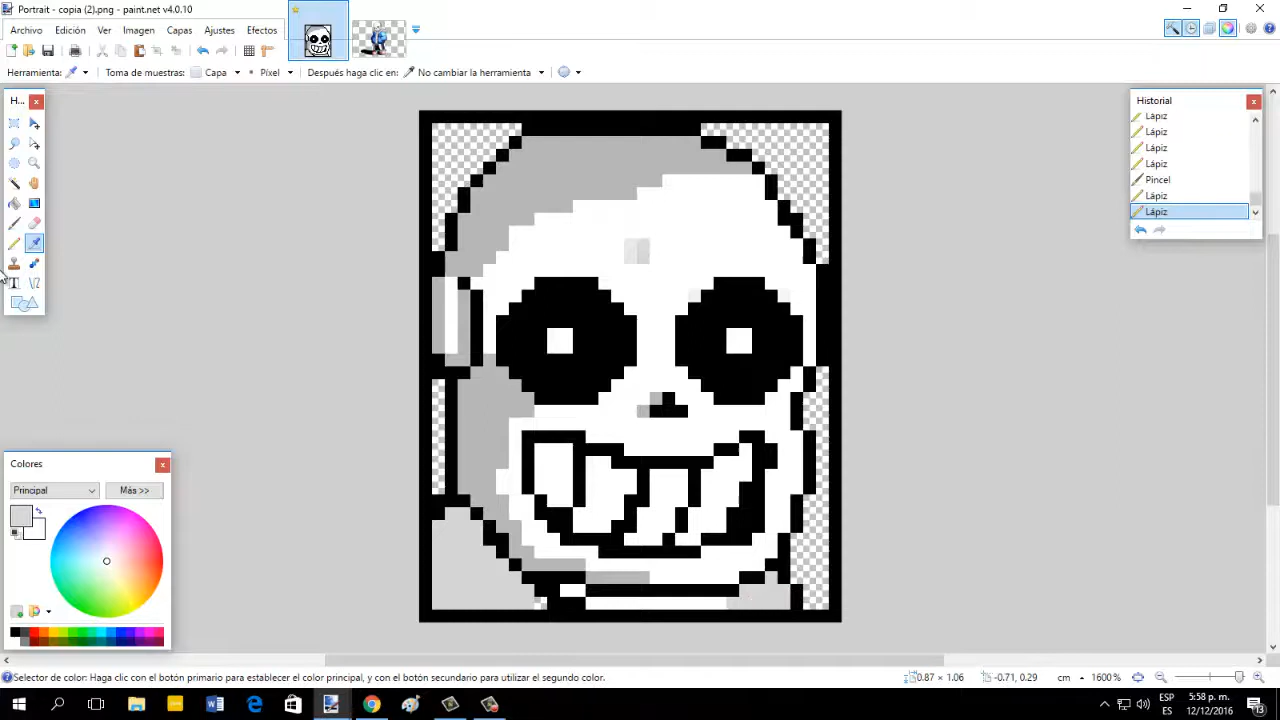 Portrait - copia (2).png - paint.net v4.0.10
Archivo Edición Ver Imagen Capas Ajustes Efectos
Herramienta: Toma de muestras: Capa Píxel Después haga clic en: No cambiar la herramienta
H...
Historial
Lápiz
Lápiz
Lápiz
Lápiz
Pincel
Lápiz
Lápiz
Colores
Principal Más >>
Selector de color: Haga clic con el botón primario para establecer el color principal, y con el botón secundario para utilizar el segundo color.
0.87 × 1.06 -0.71, 0.29 cm 1600%
ESP 5:58 p. m.
ES 12/12/2016
13